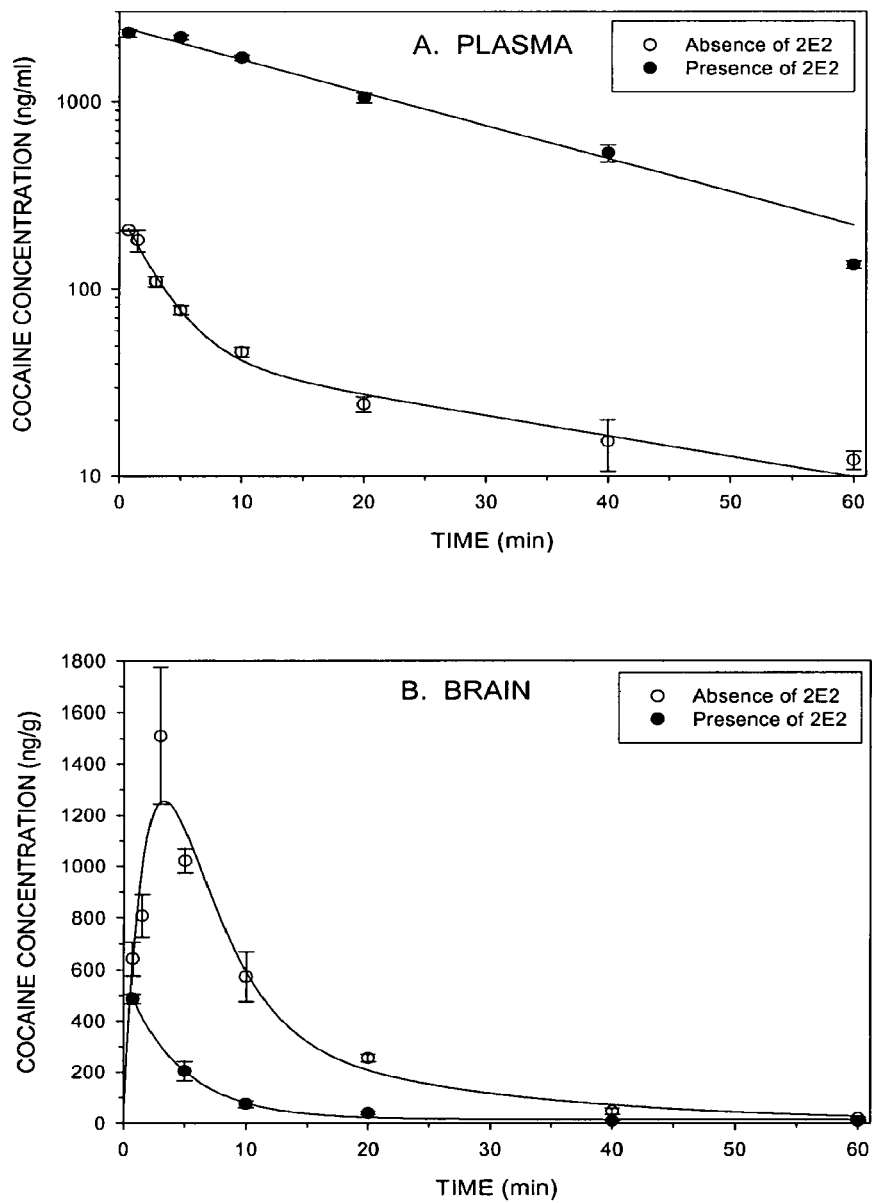 A. PLASMA
Absence of 2E2
Presence of 2E2
COCAINE CONCENTRATION (ng/ml)
1000
100
10
0 10 20 30 40 50 60
TIME (min)
B. BRAIN
Absence of 2E2
Presence of 2E2
COCAINE CONCENTRATION (ng/g)
1800
1600
1400
1200
1000
800
600
400
200
0
0 10 20 30 40 50 60
TIME (min)